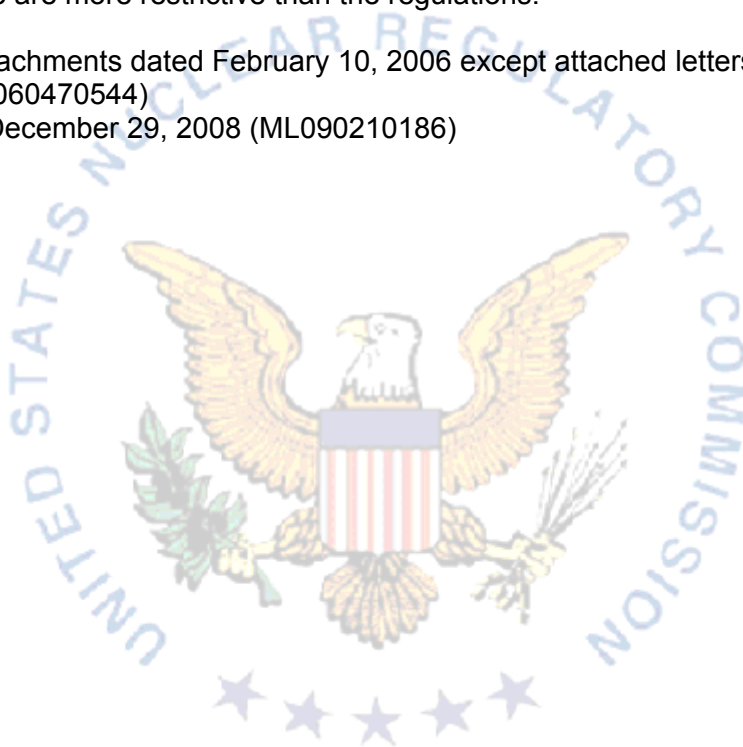 are more restrictive than the regulations.
achments dated February 10, 2006 except attached letters
060470544)
December 29, 2008 (ML090210186)
UNITED STATES NUCLEAR REGULATORY COMMISSION